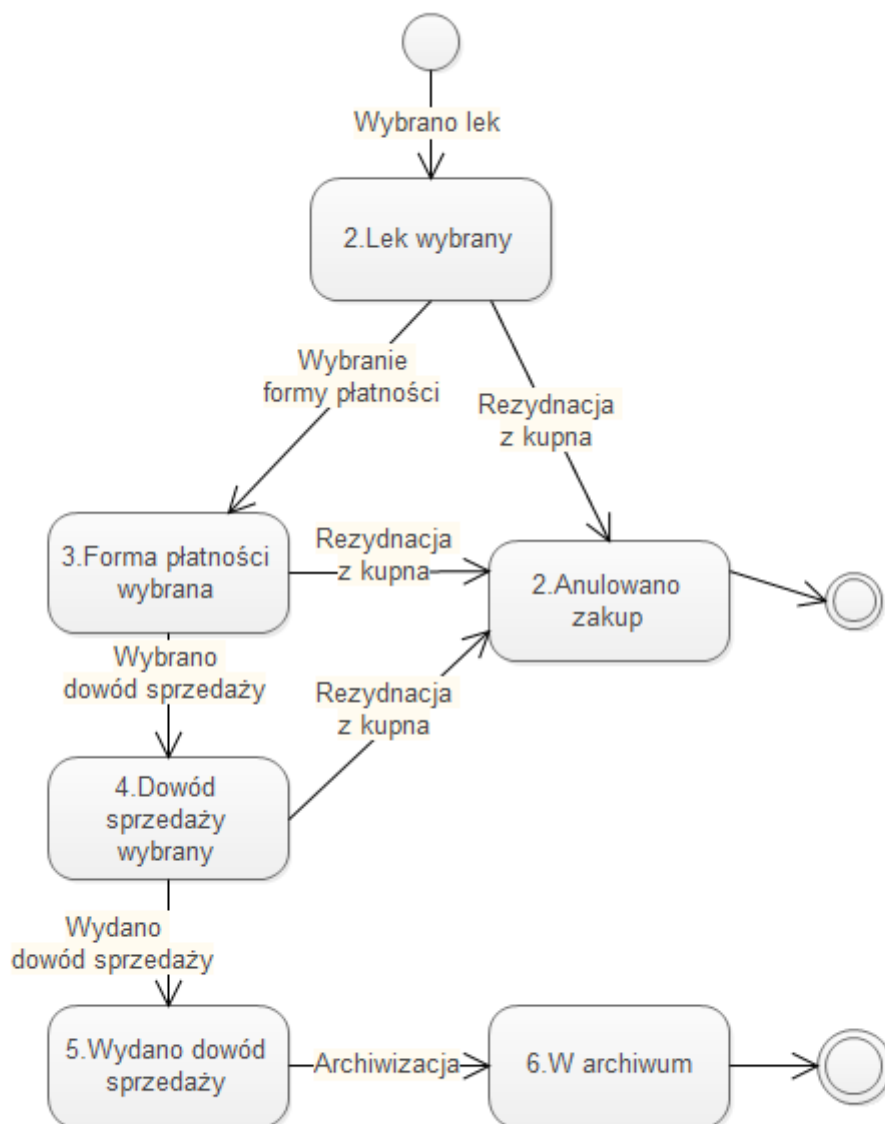 Wybrano lek
2.Lek wybrany
Wybranie
formy płatności
Rezydnacja
z kupna
3.Forma płatności
wybrana
Rezydnacja
z kupna
2.Anulowano
zakup
Wybrano
dowód sprzedaży
Rezydnacja
z kupna
4.Dowód
sprzedaży
wybrany
Wydano
dowód sprzedaży
5.Wydano dowód
sprzedaży
Archiwizacja
6.W archiwum